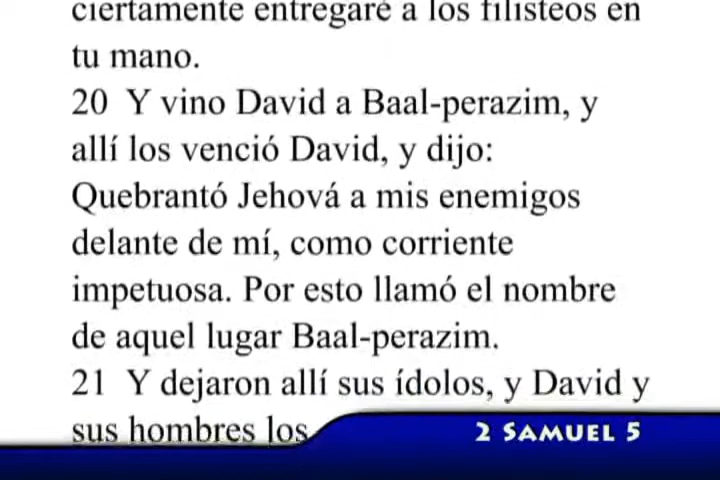 ciertamente entregaré a los filisteos en
tu mano.
20 Y vino David a Baal-perazim, y
allí los venció David, y dijo:
Quebrantó Jehová a mis enemigos
delante de mí, como corriente
impetuosa. Por esto llamó el nombre
de aquel lugar Baal-perazim.
21 Y dejaron allí sus ídolos, y David y
sus hombres los
2 SAMUEL 5